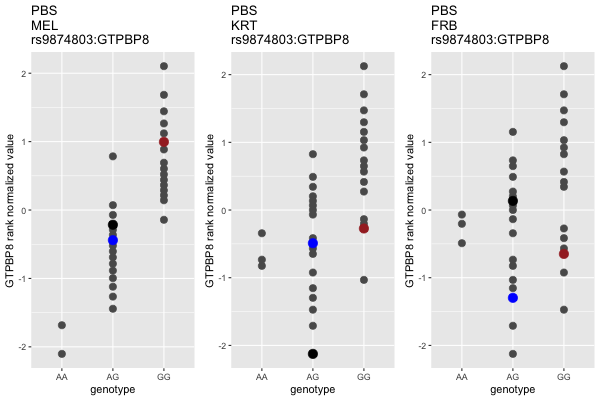 PBS
MEL
rs9874803:GTPBP8
GTPBP8 rank normalized value
2
1
0
-1
-2
AA AG GG
genotype
PBS
KRT
rs9874803:GTPBP8
GTPBP8 rank normalized value
2
1
0
-1
-2
AA AG GG
genotype
PBS
FRB
rs9874803:GTPBP8
GTPBP8 rank normalized value
2
1
0
-1
-2
AA AG GG
genotype